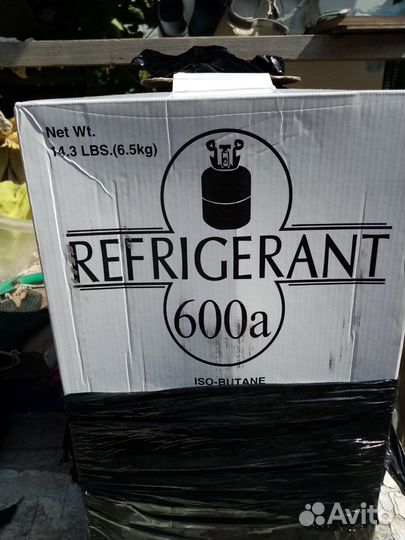 Net Wt.
14.3 LBS.(6.5kg)
REFRIGERANT
600a
ISO-BUTANE
Avito